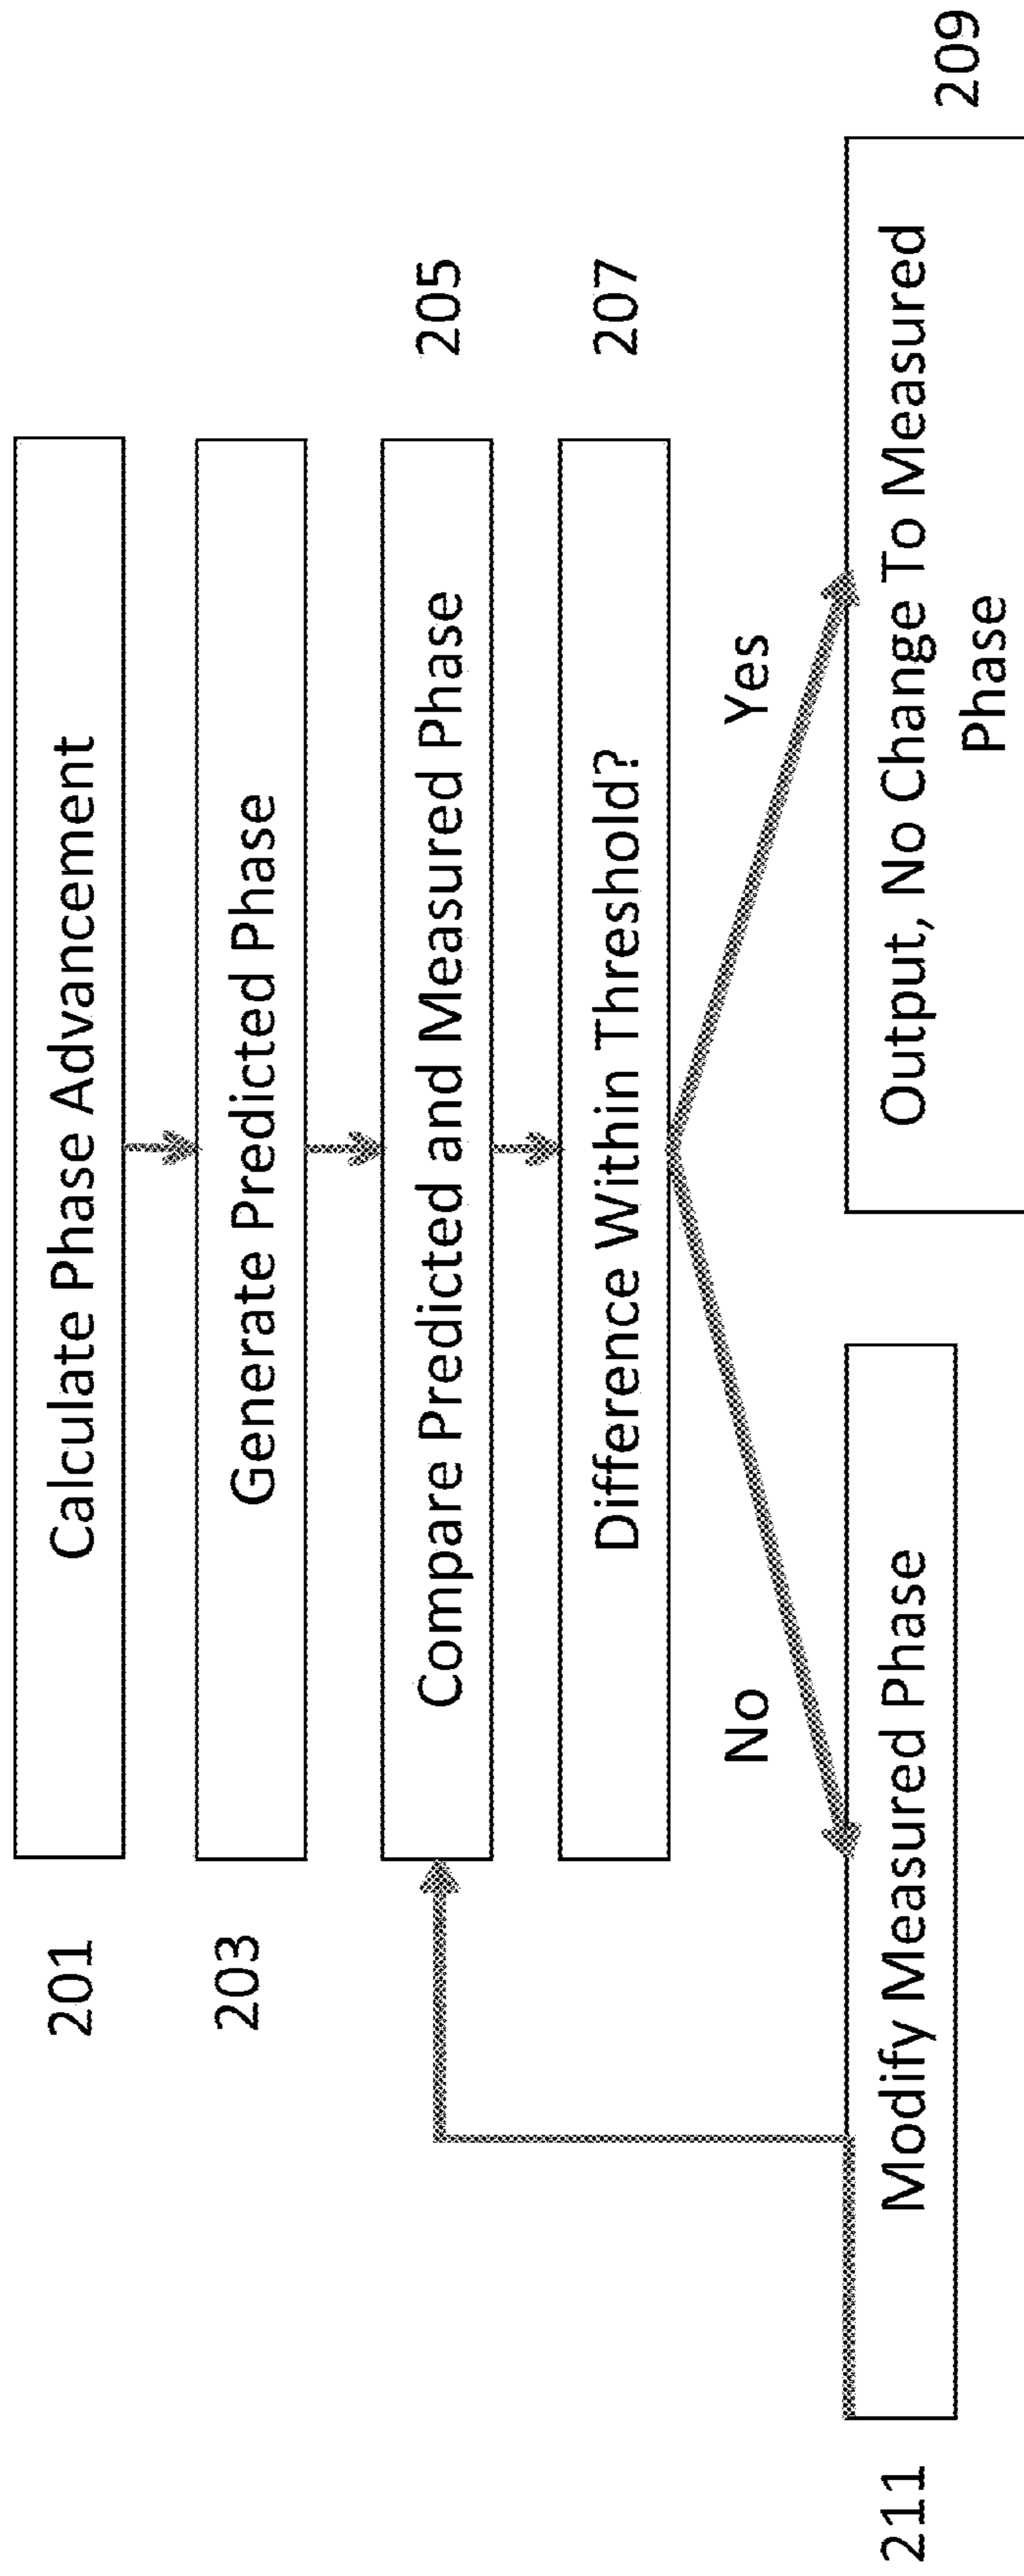 201
Calculate Phase Advancement
203
Generate Predicted Phase
Compare Predicted and Measured Phase
205
Difference Within Threshold?
207
No
Yes
211
Modify Measured Phase
Output, No Change To Measured
Phase
209